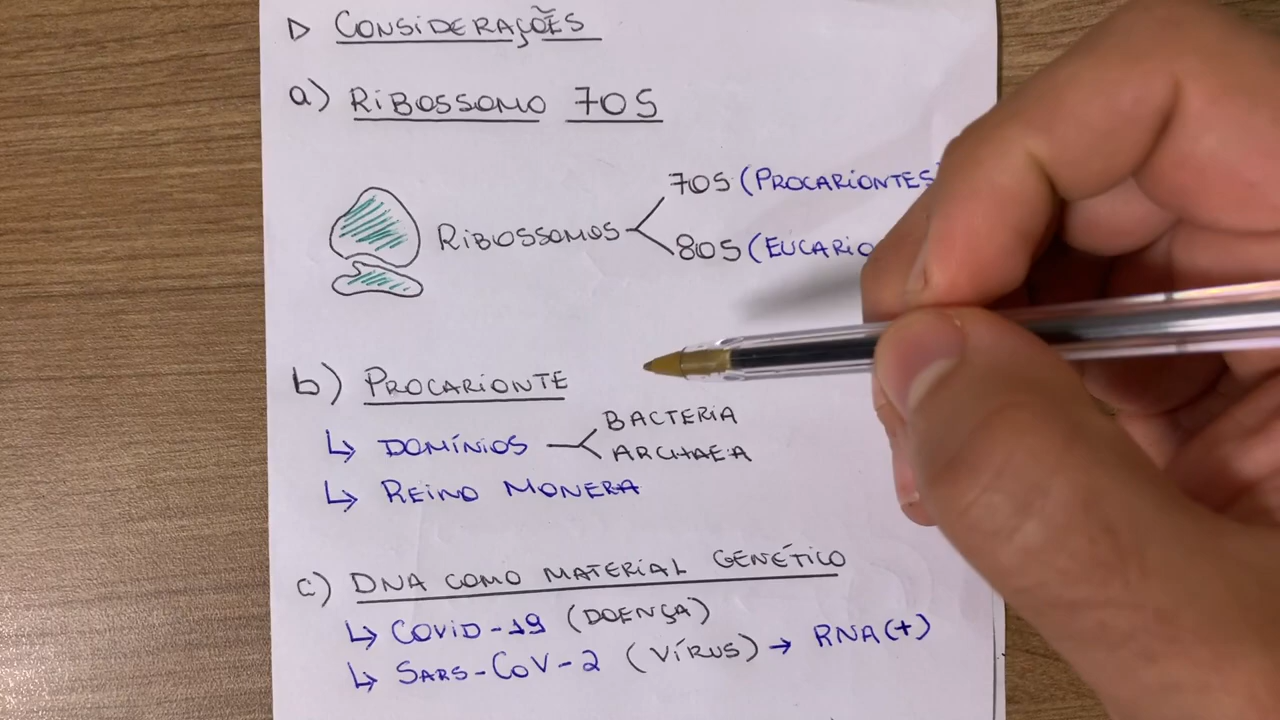 ▷ CONSIDERAÇÕES
a) RIBOSSOMO 70S
70S (PROCARIONTES
RIBOSSOMOS
80S (EUCARIO
b) PROCARIONTE
↳ DOMÍNIOS
BACTERIA
ARCHAEA
↳ REINO MONERA
c) DNA COMO MATERIAL GENÉTICO
↳ COVID-19 (DOENÇA)
↳ SARS-COV-2 (VÍRUS) → RNA(+)